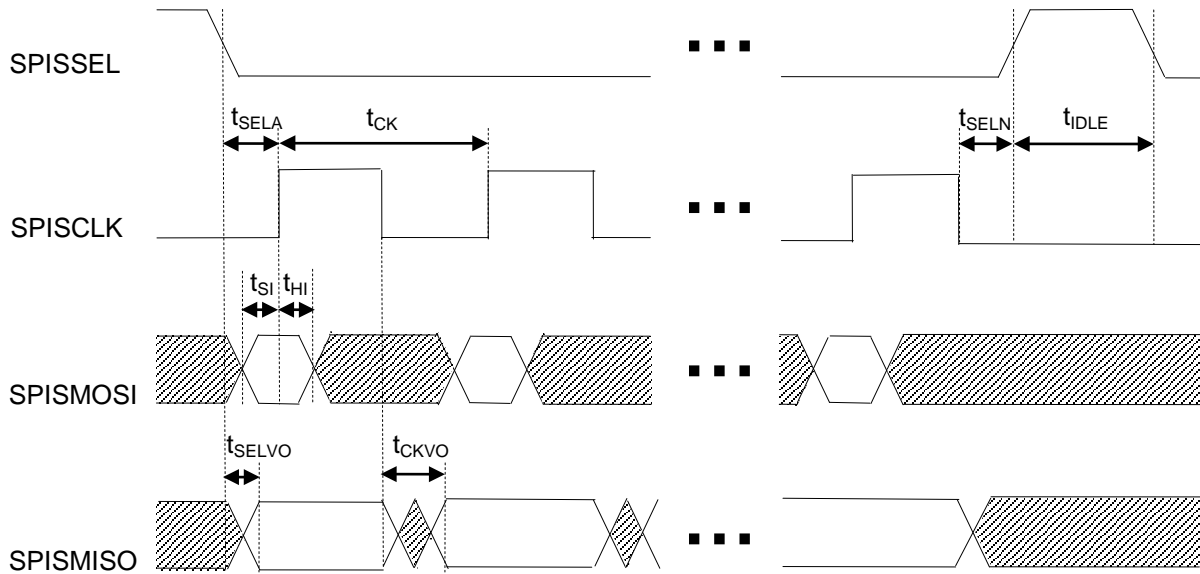 SPISSEL
tSELA
tCK
tSELN
tIDLE
SPISCLK
tSI
tHI
SPISMOSI
tSELVO
tCKVO
SPISMISO